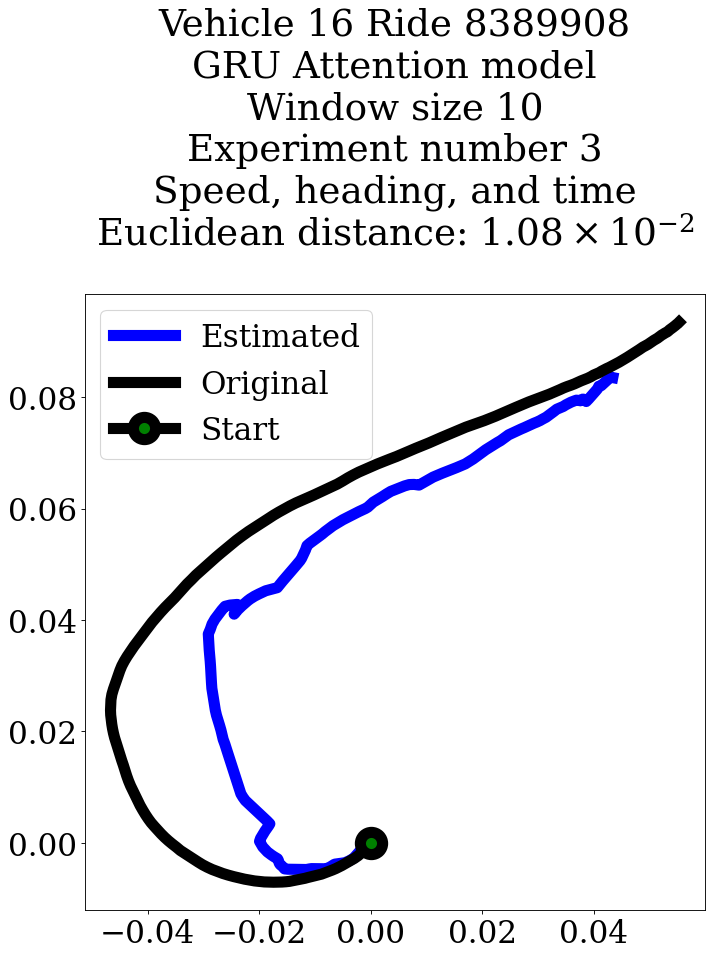 Vehicle 16 Ride 8389908
GRU Attention model
Window size 10
Experiment number 3
Speed, heading, and time
Euclidean distance: 1.08 × 10⁻²
Estimated
Original
Start
0.08
0.06
0.04
0.02
0.00
−0.04 −0.02 0.00 0.02 0.04